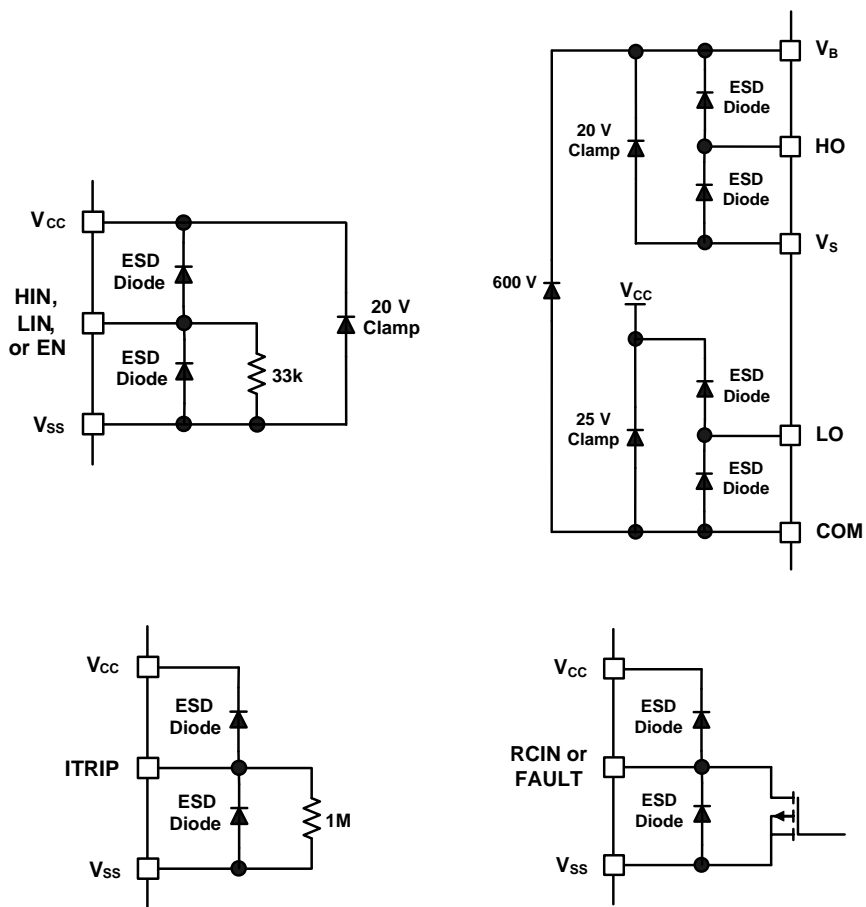 VCC
HIN,
LIN,
or EN
VSS
ESD
Diode
ESD
Diode
33k
20 V
Clamp
VB
HO
VS
ESD
Diode
ESD
Diode
20 V
Clamp
600 V
VCC
25 V
Clamp
ESD
Diode
ESD
Diode
LO
COM
VCC
ITRIP
VSS
ESD
Diode
ESD
Diode
1M
VCC
RCIN or
FAULT
VSS
ESD
Diode
ESD
Diode